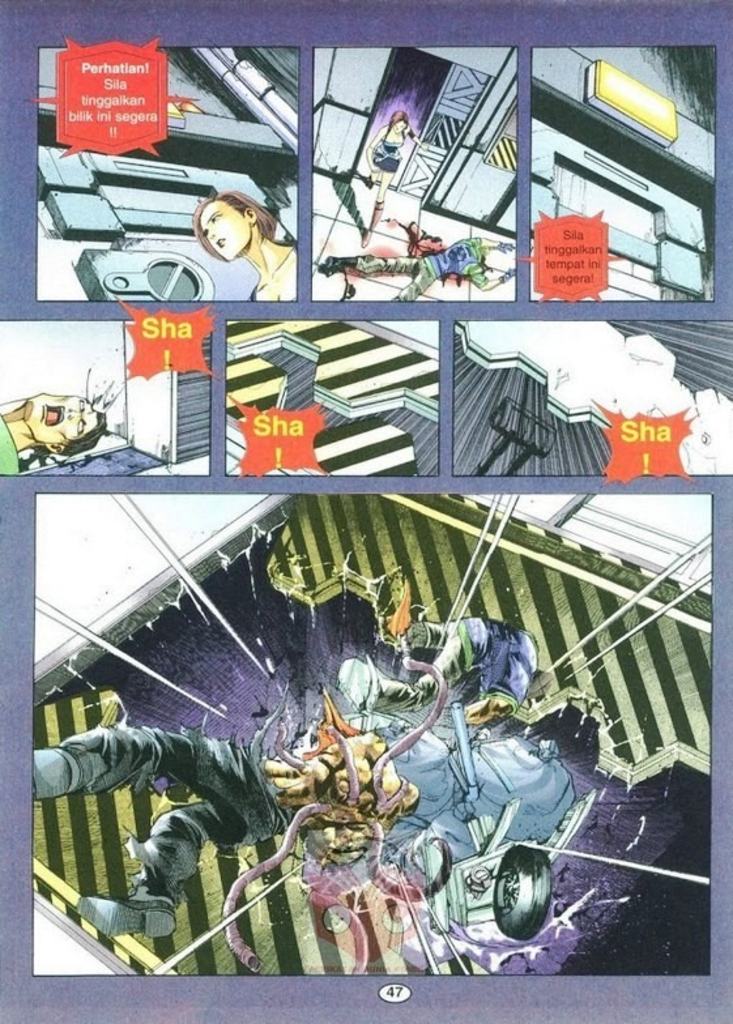 Perhatian!
Sila
tinggalkan
bilik ini segera
!!
Sila
tinggalkan
tempat ini
segera!
Sha
!
Sha
!
Sha
!
47